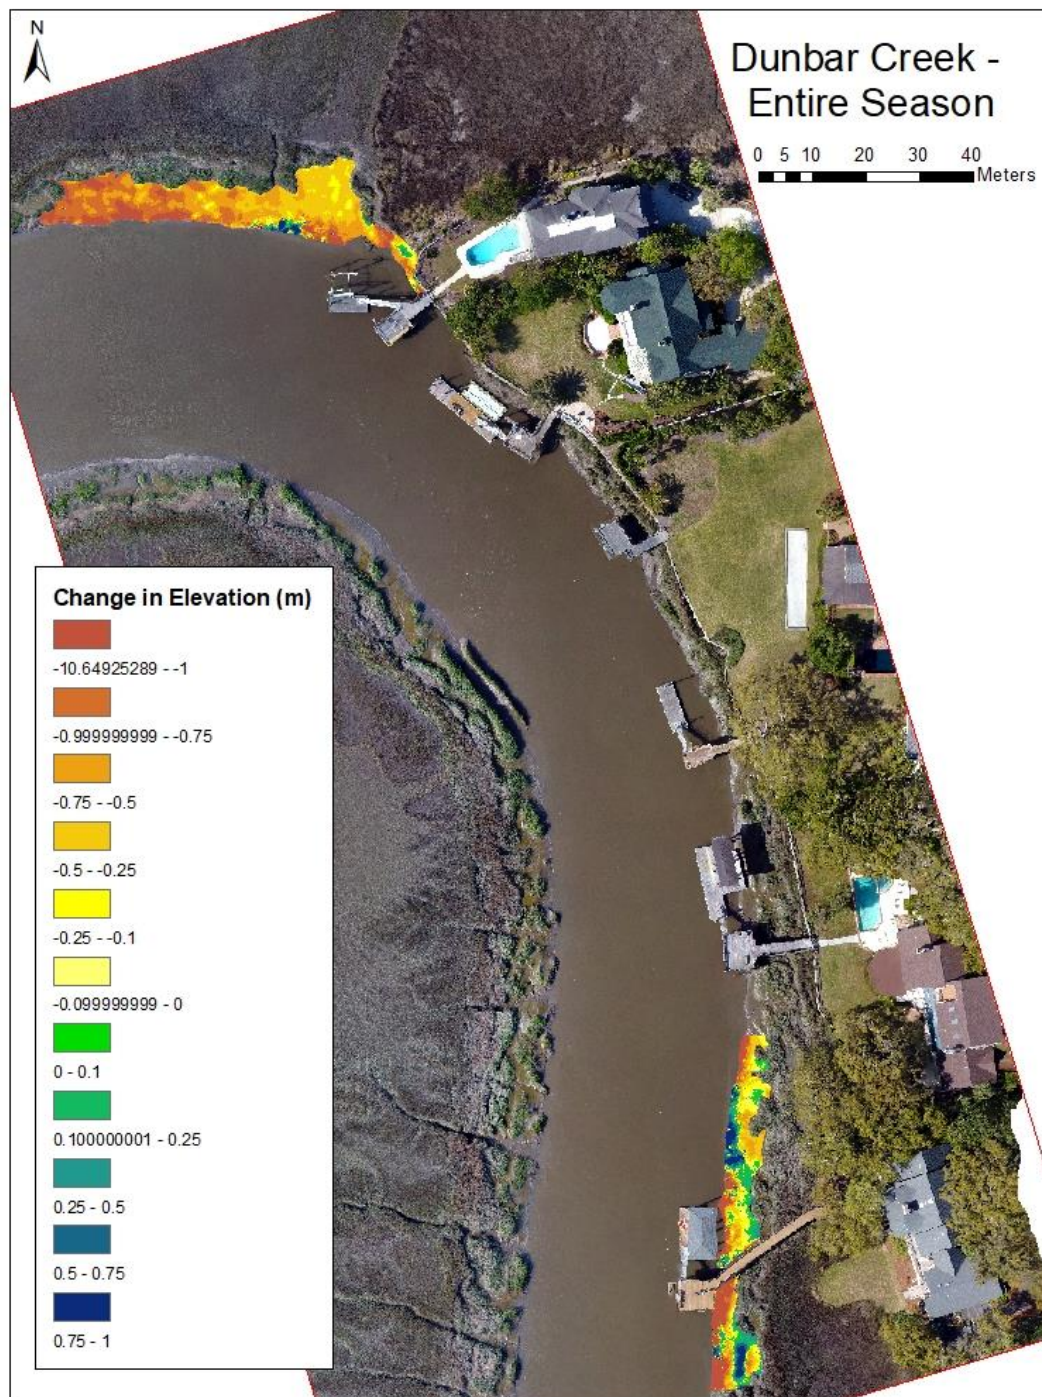 N
Dunbar Creek -
Entire Season
0 5 10 20 30 40
Meters
Change in Elevation (m)
-10.64925289 - -1
-0.999999999 - -0.75
-0.75 - -0.5
-0.5 - -0.25
-0.25 - -0.1
-0.099999999 - 0
0 - 0.1
0.100000001 - 0.25
0.25 - 0.5
0.5 - 0.75
0.75 - 1